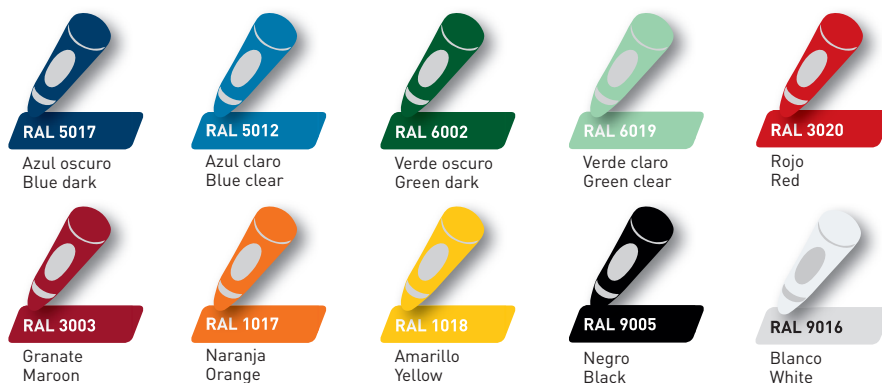 RAL 5017
Azul oscuro
Blue dark
RAL 5012
Azul claro
Blue clear
RAL 6002
Verde oscuro
Green dark
RAL 6019
Verde claro
Green clear
RAL 3020
Rojo
Red
RAL 3003
Granate
Maroon
RAL 1017
Naranja
Orange
RAL 1018
Amarillo
Yellow
RAL 9005
Negro
Black
RAL 9016
Blanco
White